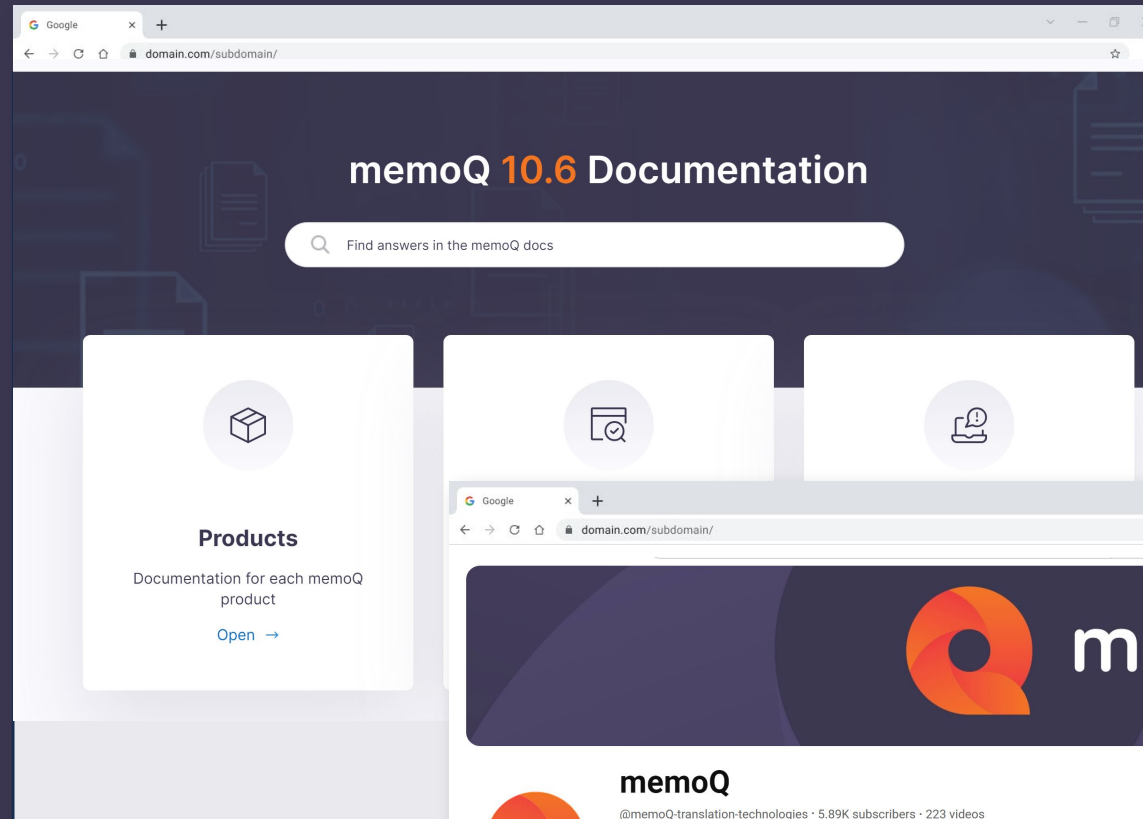 Google
domain.com/subdomain/
memoQ 10.6 Documentation
Find answers in the memoQ docs
Products
Documentation for each memoQ
product
Open →
Google
domain.com/subdomain/
m
memoQ
@memoQ-translation-technologies · 5.89K subscribers · 223 videos